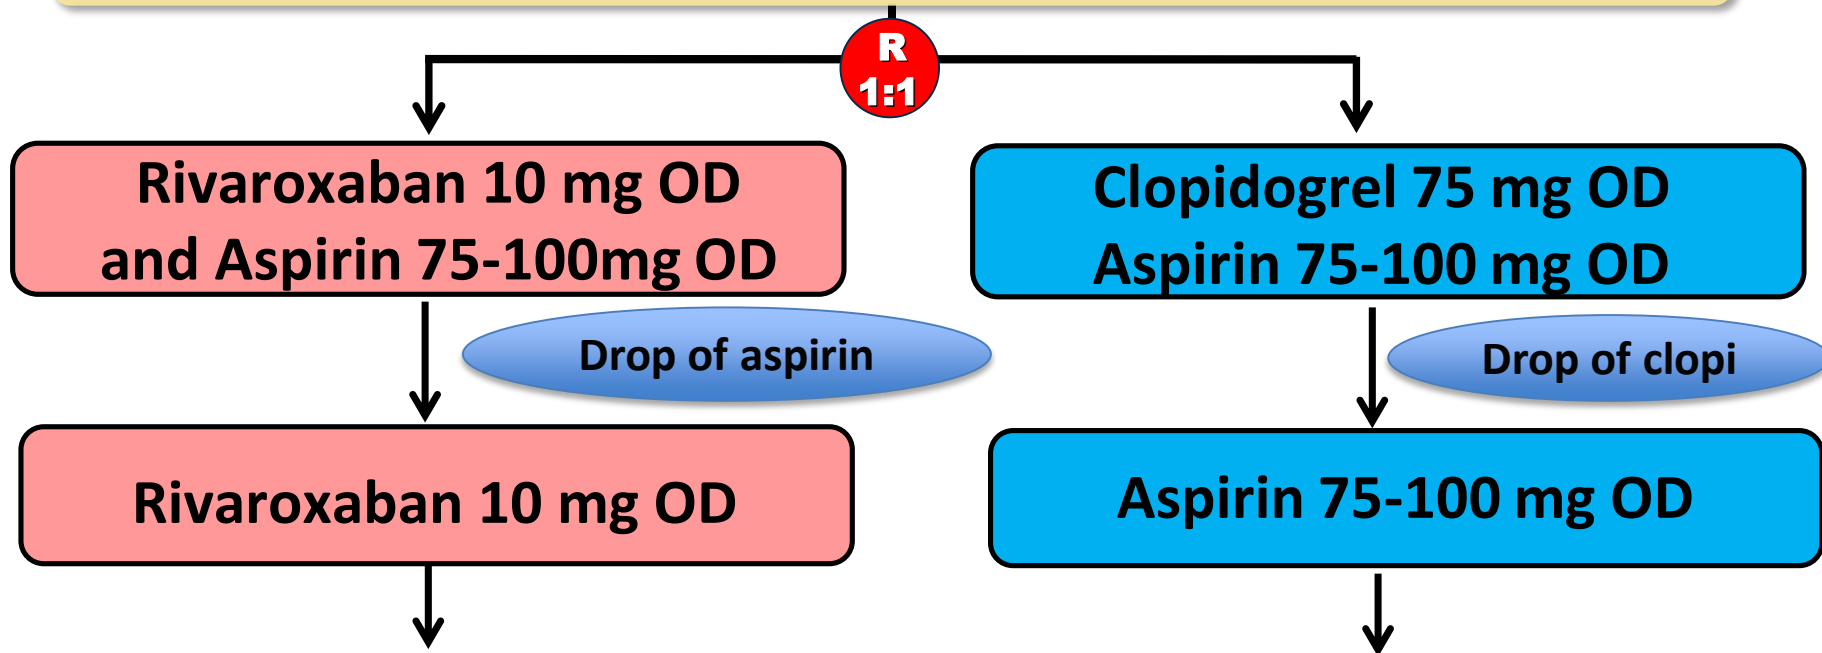 R
1:1
Rivaroxaban 10 mg OD
and Aspirin 75-100mg OD
Clopidogrel 75 mg OD
Aspirin 75-100 mg OD
Drop of aspirin
Drop of clopi
Rivaroxaban 10 mg OD
Aspirin 75-100 mg OD